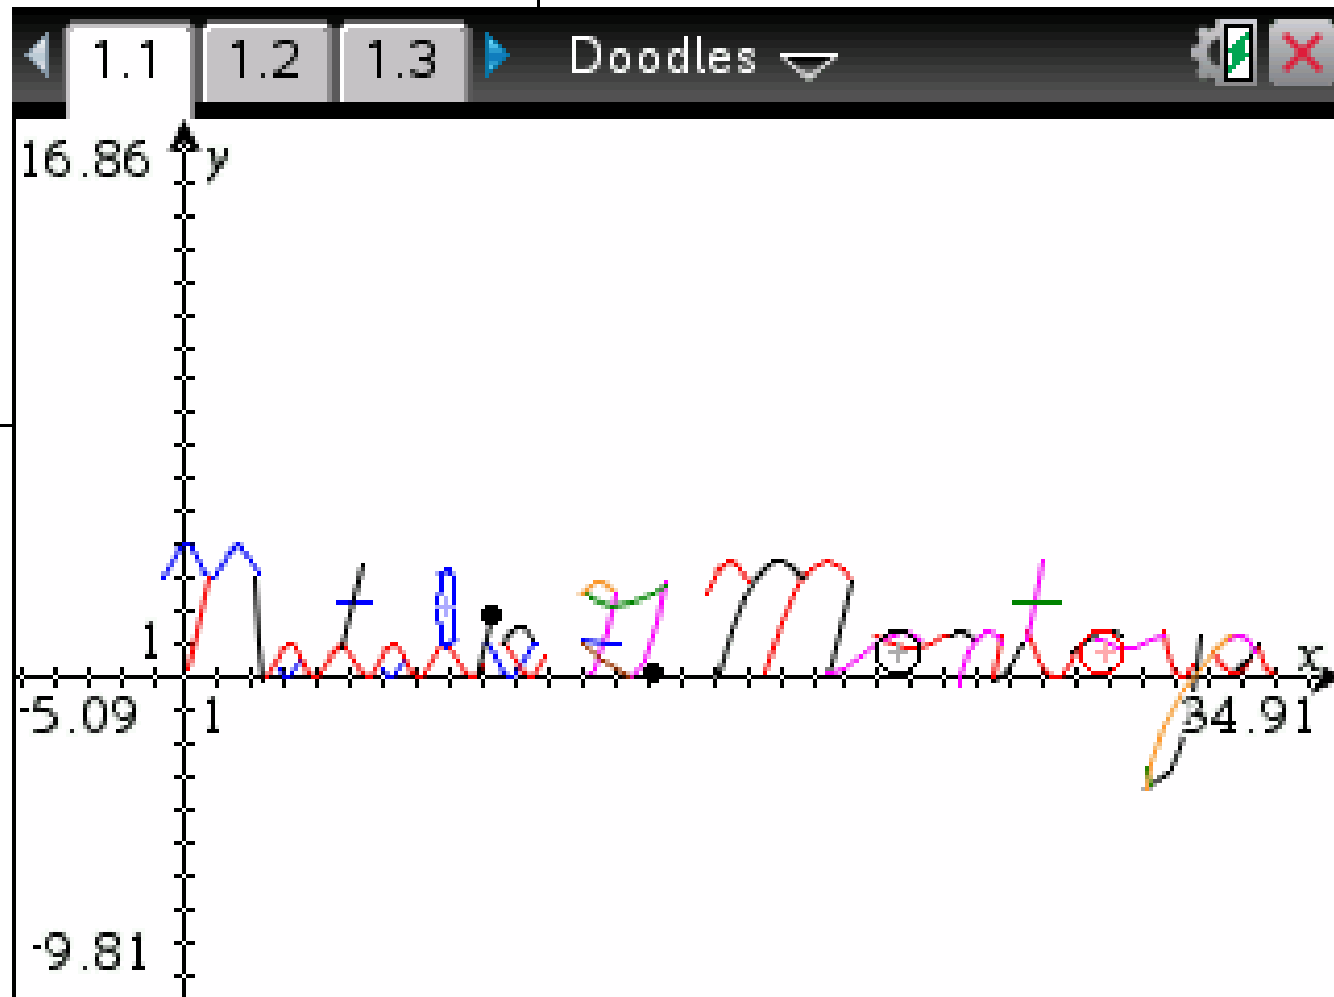 1.1 1.2 1.3 Doodles
16.86 y
Natalie Montoya
1 x
-5.09 1 34.91
-9.81